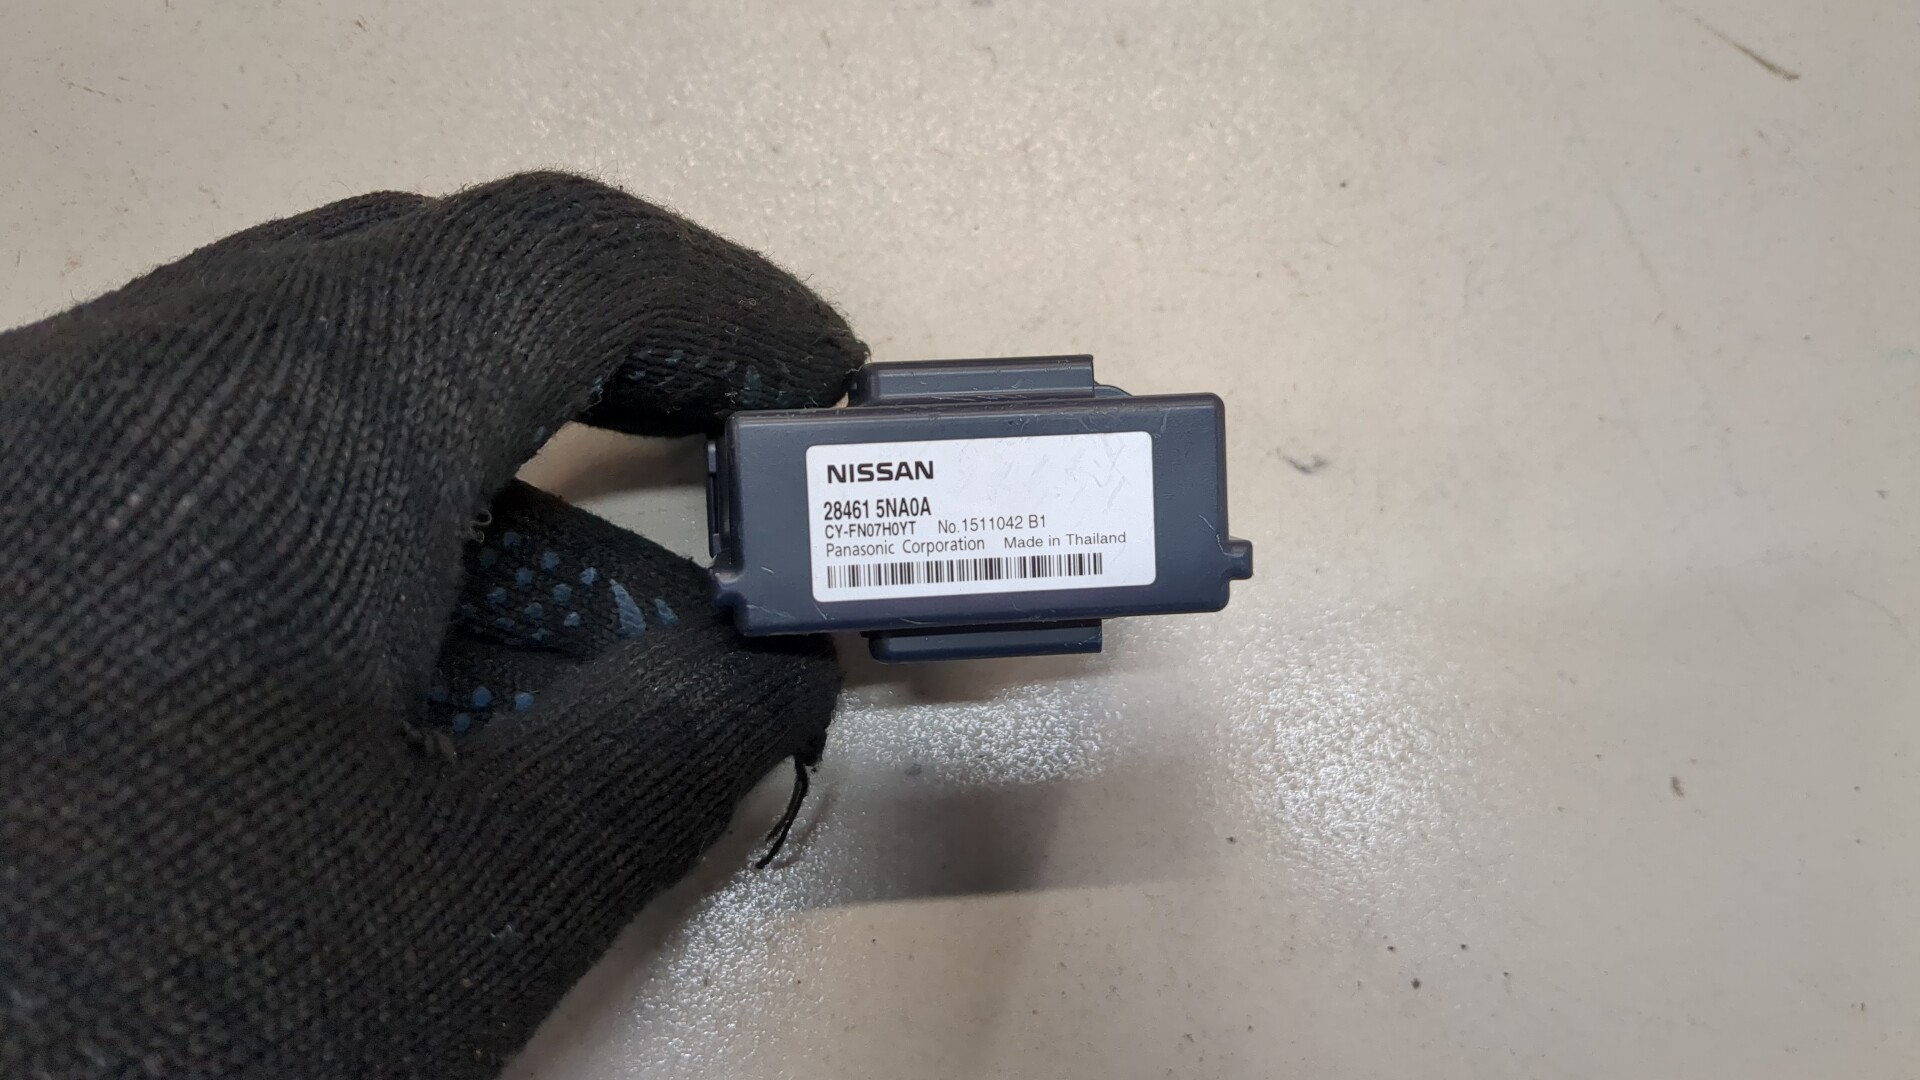 NISSAN
28461 5NA0A
CY-FN07H0YT No.1511042 B1
Panasonic Corporation Made in Thailand